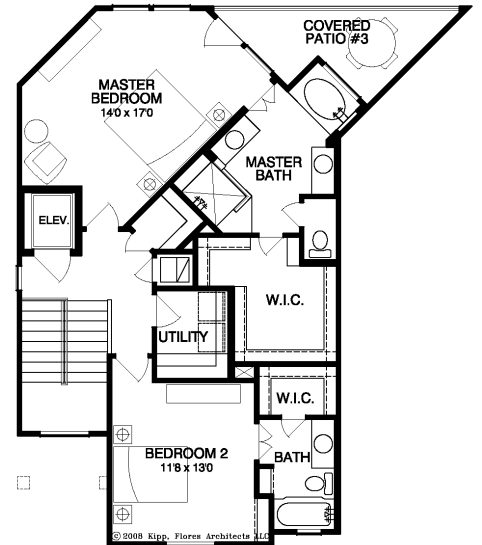 COVERED
PATIO #3
MASTER
BEDROOM
14'0 x 17'0
MASTER
BATH
ELEV.
W.I.C.
UTILITY
W.I.C.
BEDROOM 2
11'8 x 13'0
BATH
© 2008 Kipp, Flores Architects LLC